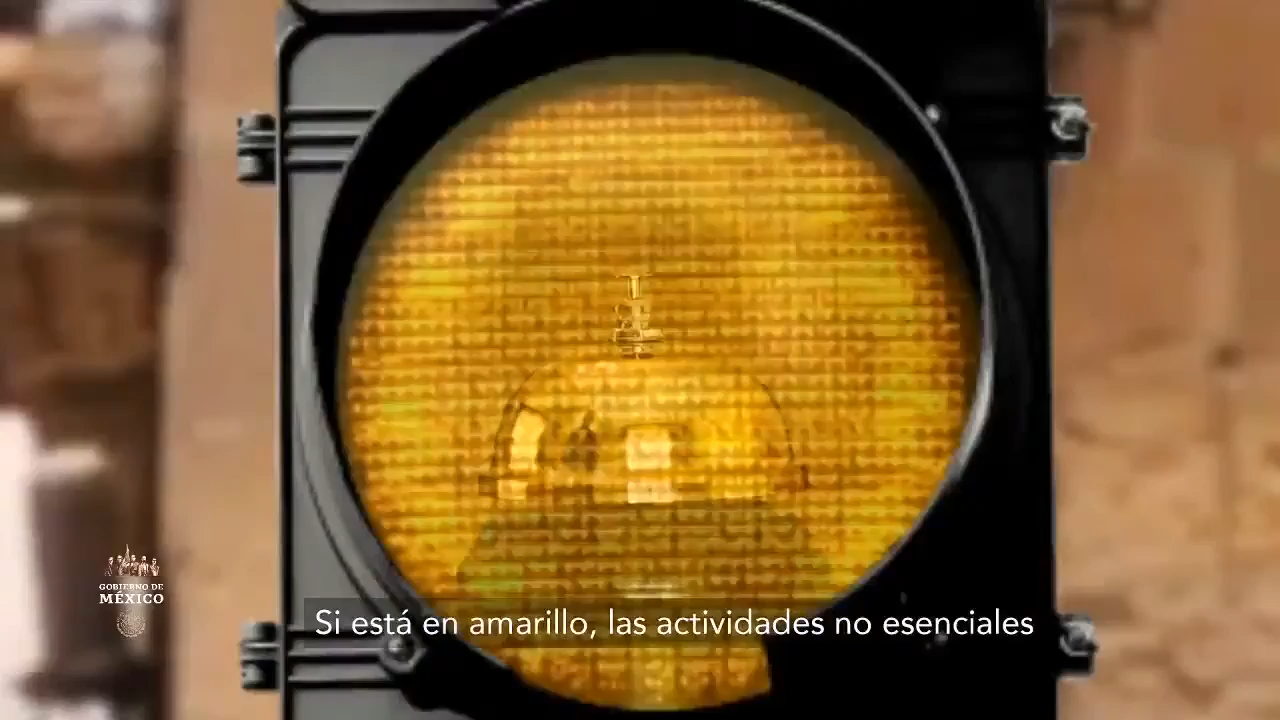 GOBIERNO DE
MÉXICO
Si está en amarillo, las actividades no esenciales